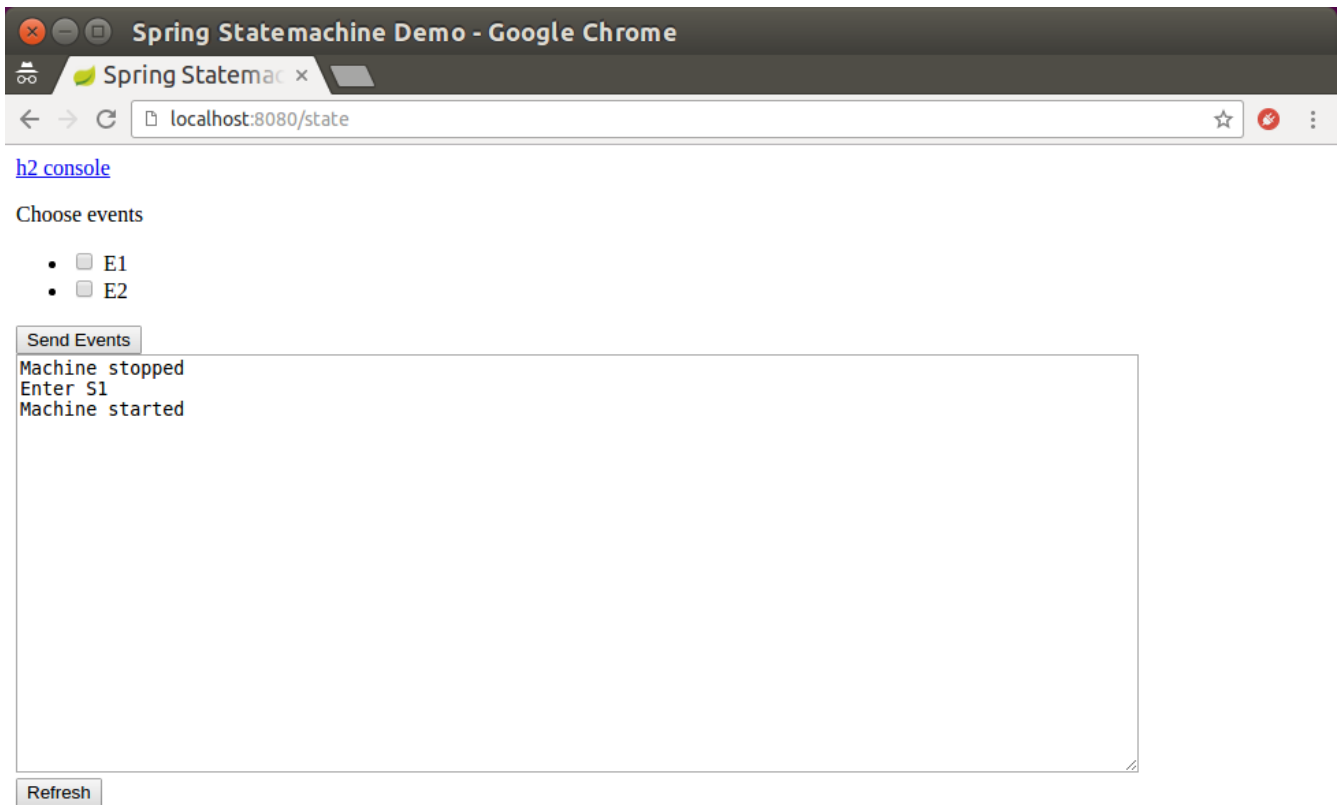 Spring Statemachine Demo - Google Chrome
Spring Statemac
localhost:8080/state
h2 console
Choose events
E1
E2
Send Events
Machine stopped
Enter S1
Machine started
Refresh